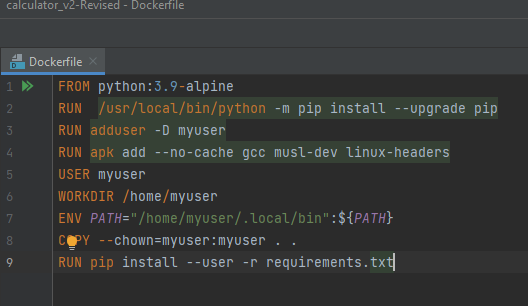 calculator_v2-Revised - Dockerfile
Dockerfile
1 FROM python:3.9-alpine
2 RUN  /usr/local/bin/python -m pip install --upgrade pip
3 RUN adduser -D myuser
4 RUN apk add --no-cache gcc musl-dev linux-headers
5 USER myuser
6 WORKDIR /home/myuser
7 ENV PATH="/home/myuser/.local/bin":${PATH}
8 COPY --chown=myuser:myuser . .
9 RUN pip install --user -r requirements.txt